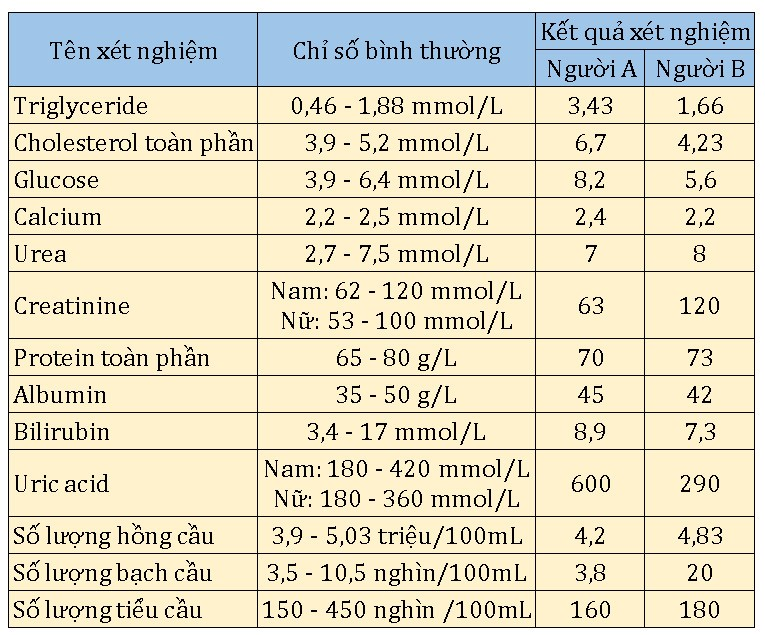 Tên xét nghiệm Chỉ số bình thường Kết quả xét nghiệm
Người A Người B
Triglyceride 0,46 - 1,88 mmol/L 3,43 1,66
Cholesterol toàn phần 3,9 - 5,2 mmol/L 6,7 4,23
Glucose 3,9 - 6,4 mmol/L 8,2 5,6
Calcium 2,2 - 2,5 mmol/L 2,4 2,2
Urea 2,7 - 7,5 mmol/L 7 8
Creatinine Nam: 62 - 120 mmol/L 63 120
Nữ: 53 - 100 mmol/L
Protein toàn phần 65 - 80 g/L 70 73
Albumin 35 - 50 g/L 45 42
Bilirubin 3,4 - 17 mmol/L 8,9 7,3
Uric acid Nam: 180 - 420 mmol/L 600 290
Nữ: 180 - 360 mmol/L
Số lượng hồng cầu 3,9 - 5,03 triệu/100mL 4,2 4,83
Số lượng bạch cầu 3,5 - 10,5 nghìn/100mL 3,8 20
Số lượng tiểu cầu 150 - 450 nghìn /100mL 160 180